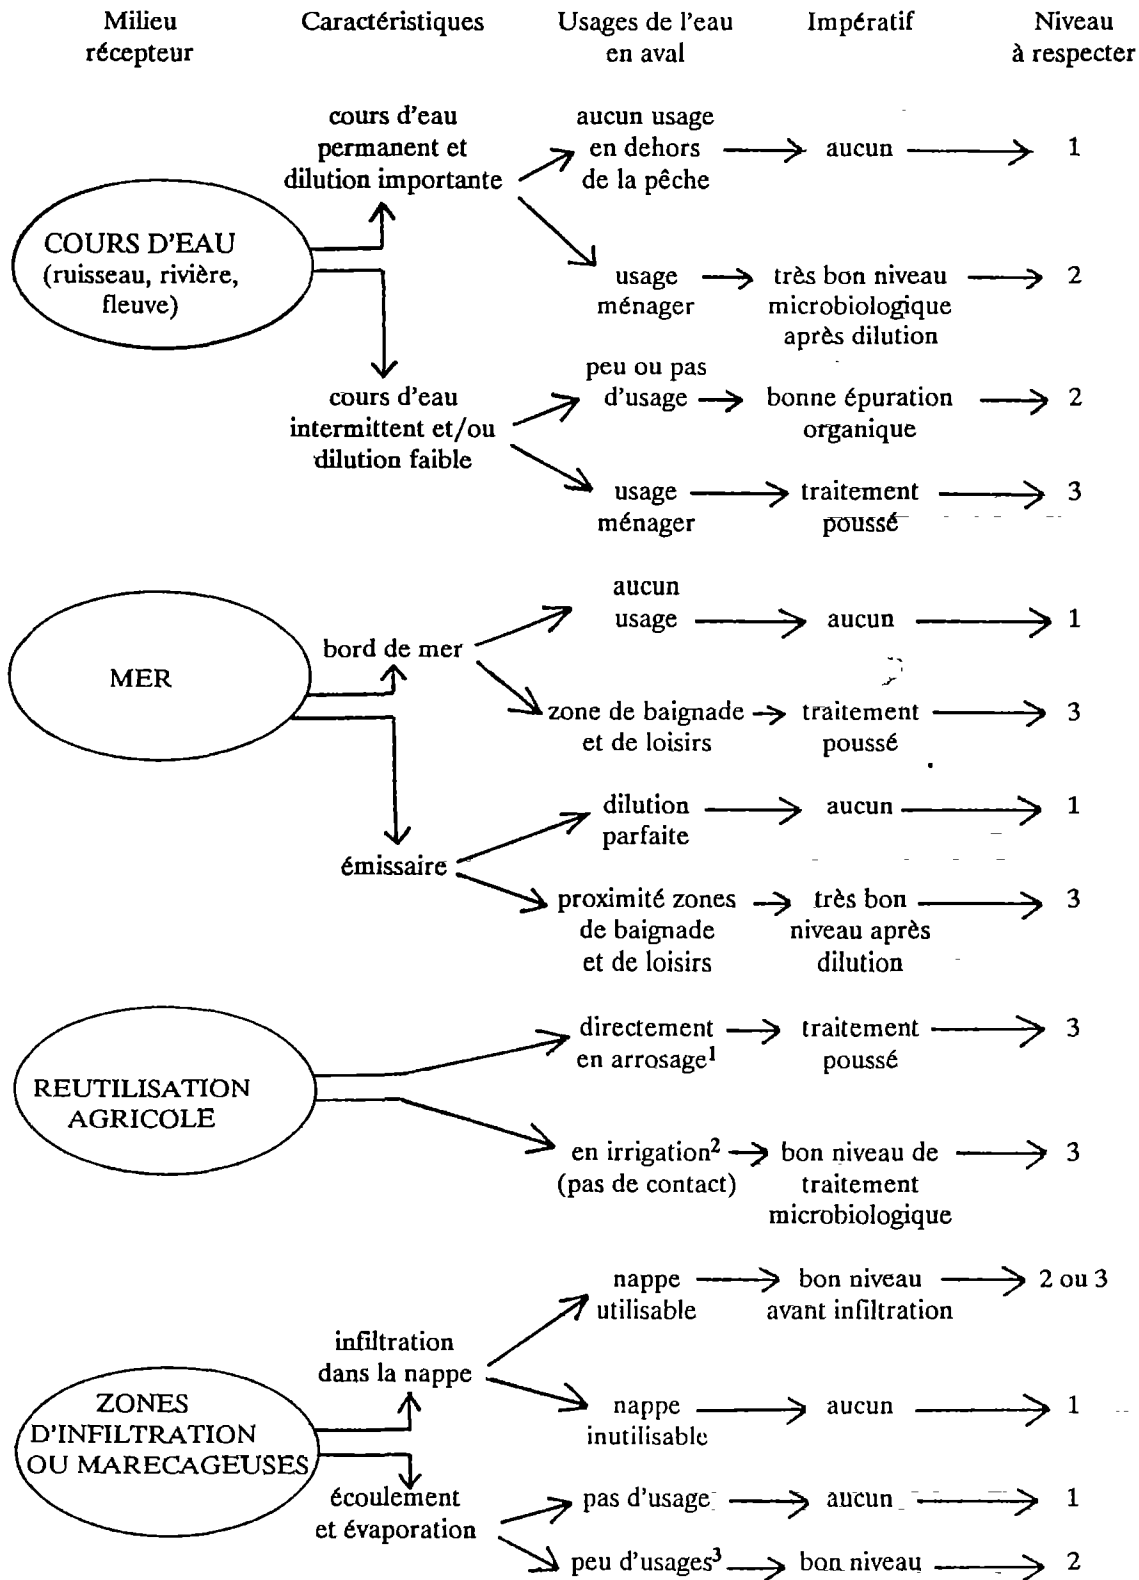 Milieu récepteur
Caractéristiques
Usages de l'eau en aval
Impératif
Niveau à respecter
COURS D'EAU
(ruisseau, rivière,
fleuve)
cours d'eau
permanent et
dilution importante
aucun usage
en dehors
de la pêche
aucun
1
usage
ménager
très bon niveau
microbiologique
après dilution
2
cours d'eau
intermittent et/ou
dilution faible
peu ou pas
d'usage
bonne épuration
organique
2
usage
ménager
traitement
poussé
3
MER
bord de mer
aucun
usage
aucun
1
zone de baignade
et de loisirs
traitement
poussé
3
émissaire
dilution
parfaite
aucun
1
proximité zones
de baignade
et de loisirs
très bon
niveau après
dilution
3
REUTILISATION
AGRICOLE
directement
en arrosage¹
traitement
poussé
3
en irrigation²
(pas de contact)
bon niveau de
traitement
microbiologique
3
ZONES
D'INFILTRATION
OU MARECAGEUSES
infiltration
dans la nappe
nappe
utilisable
bon niveau
avant infiltration
2 ou 3
nappe
inutilisable
aucun
1
écoulement
et évaporation
pas d'usage
aucun
1
peu d'usages³
bon niveau
2